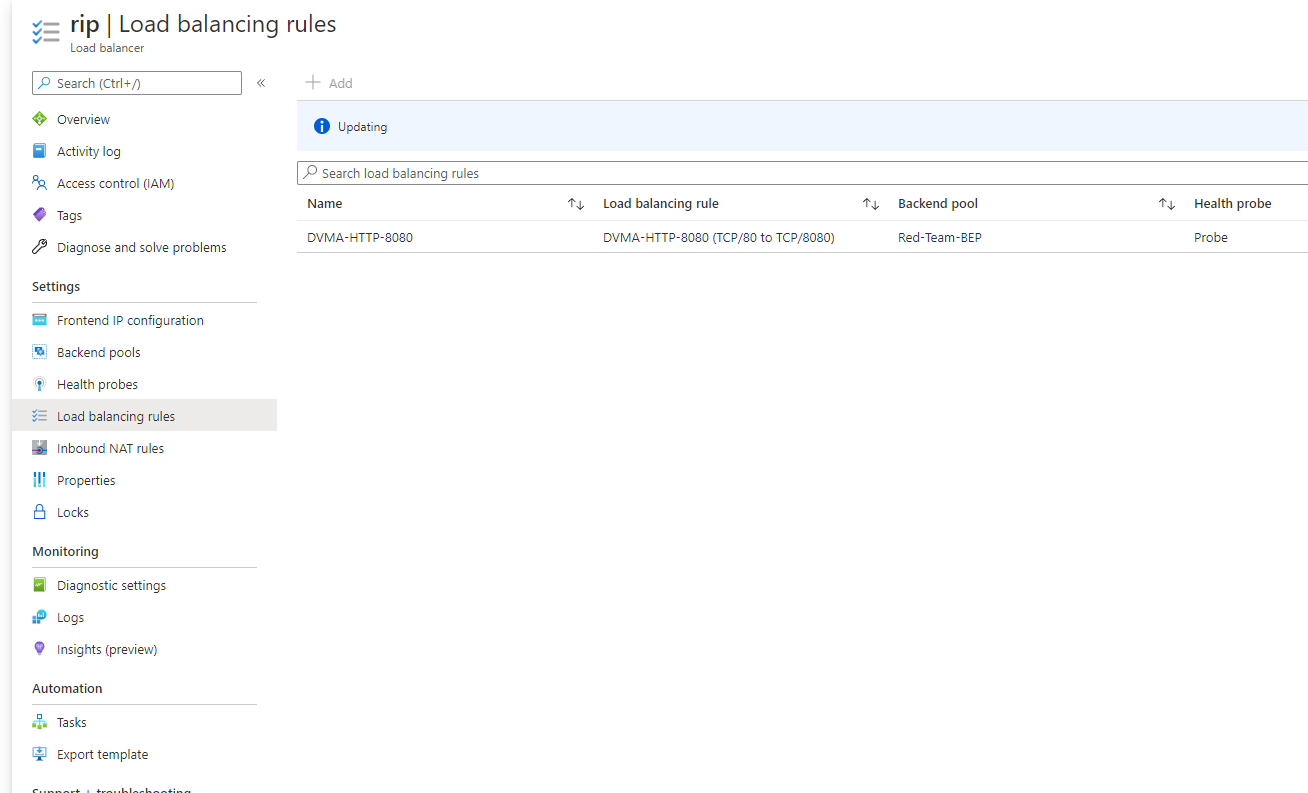 rip | Load balancing rules
Load balancer
Search (Ctrl+/)
«
Add
Overview
Activity log
Access control (IAM)
Tags
Diagnose and solve problems
Settings
Frontend IP configuration
Backend pools
Health probes
Load balancing rules
Inbound NAT rules
Properties
Locks
Monitoring
Diagnostic settings
Logs
Insights (preview)
Automation
Tasks
Export template
Support + troubleshooting
Updating
Search load balancing rules
Name Load balancing rule Backend pool Health probe
DVMA-HTTP-8080 DVMA-HTTP-8080 (TCP/80 to TCP/8080) Red-Team-BEP Probe